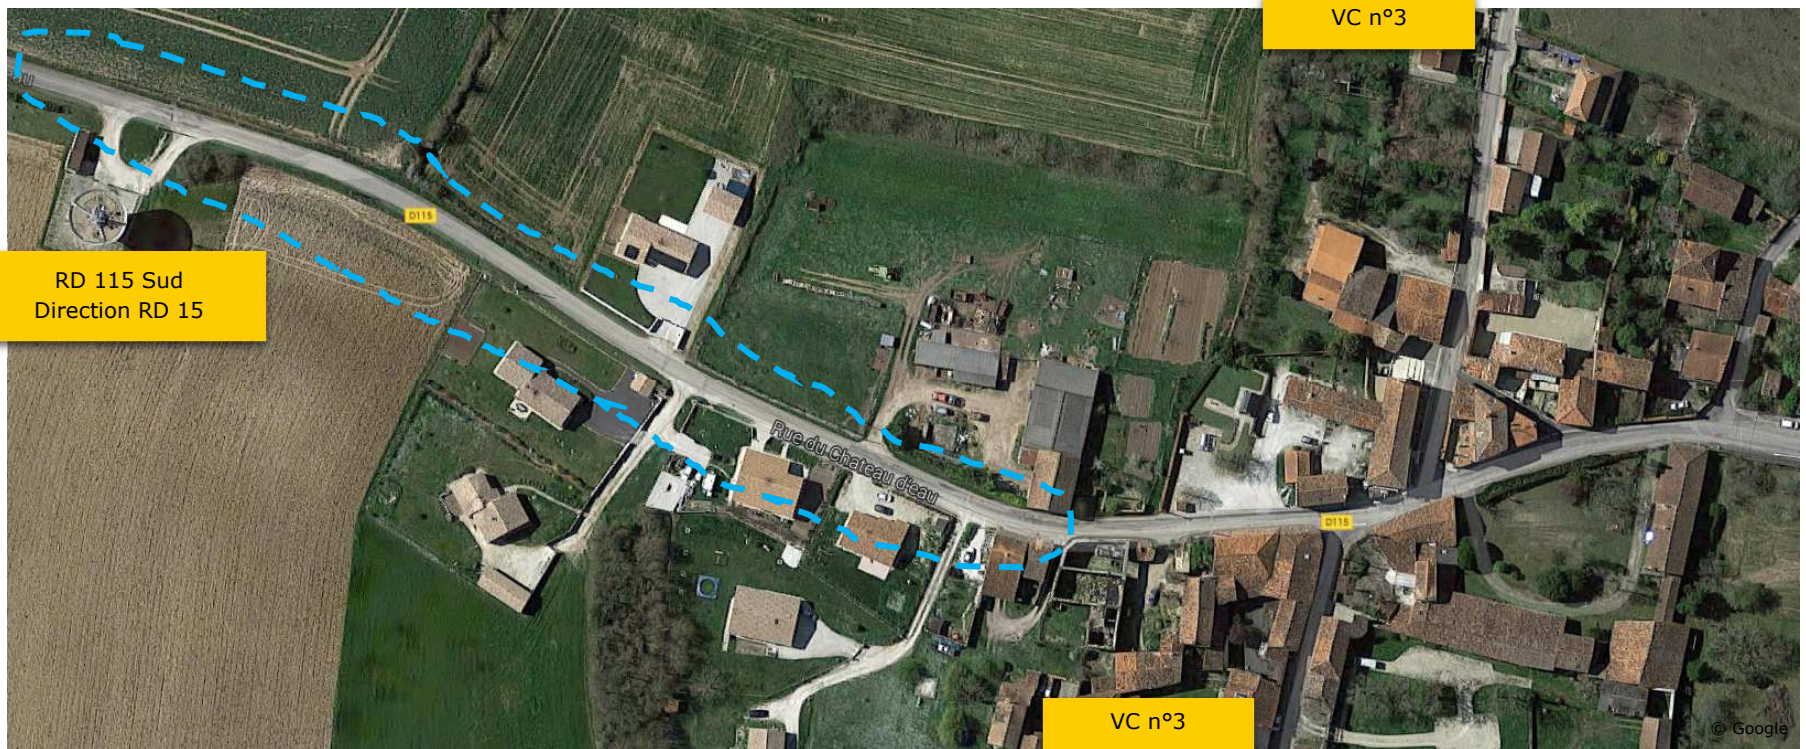 VC n°3
D115
RD 115 Sud
Direction RD 15
Rue du Chateau d'eau
D115
VC n°3
© Google